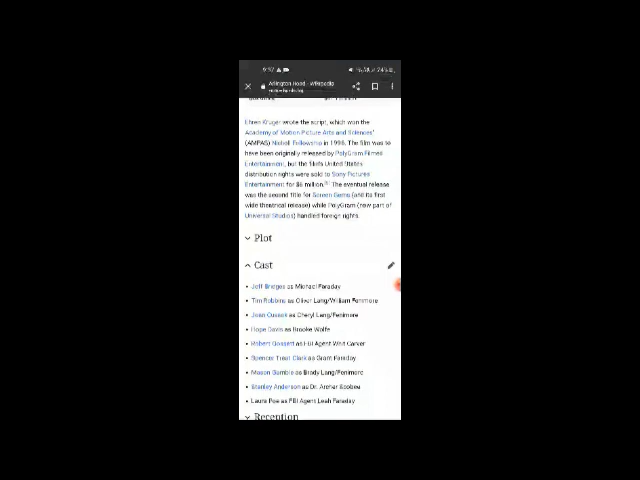 9:57
Arlington Road - Wikipedia
Ehren Kruger wrote the script, which won the
Academy of Motion Picture Arts and Sciences'
(AMPAS) Nicholl Fellowship in 1996. The film was to
have been originally released by PolyGram Filmed
Entertainment, but the film's United States
distribution rights were sold to Sony Pictures
Entertainment for $6 million. The eventual release
was the second title for Screen Gems (and its first
wide theatrical release) while PolyGram (now part of
Universal Studios) handled foreign rights.
Plot
Cast
• Jeff Bridges as Michael Faraday
• Tim Robbins as Oliver Lang/William Fenimore
• Joan Cusack as Cheryl Lang/Fenimore
• Hope Davis as Brooke Wolfe
• Robert Gossett as FBI Agent Whit Carver
• Spencer Treat Clark as Grant Faraday
• Mason Gamble as Brady Lang/Fenimore
• Stanley Anderson as Dr. Archer Scobee
• Laura Poe as FBI Agent Leah Faraday
Reception